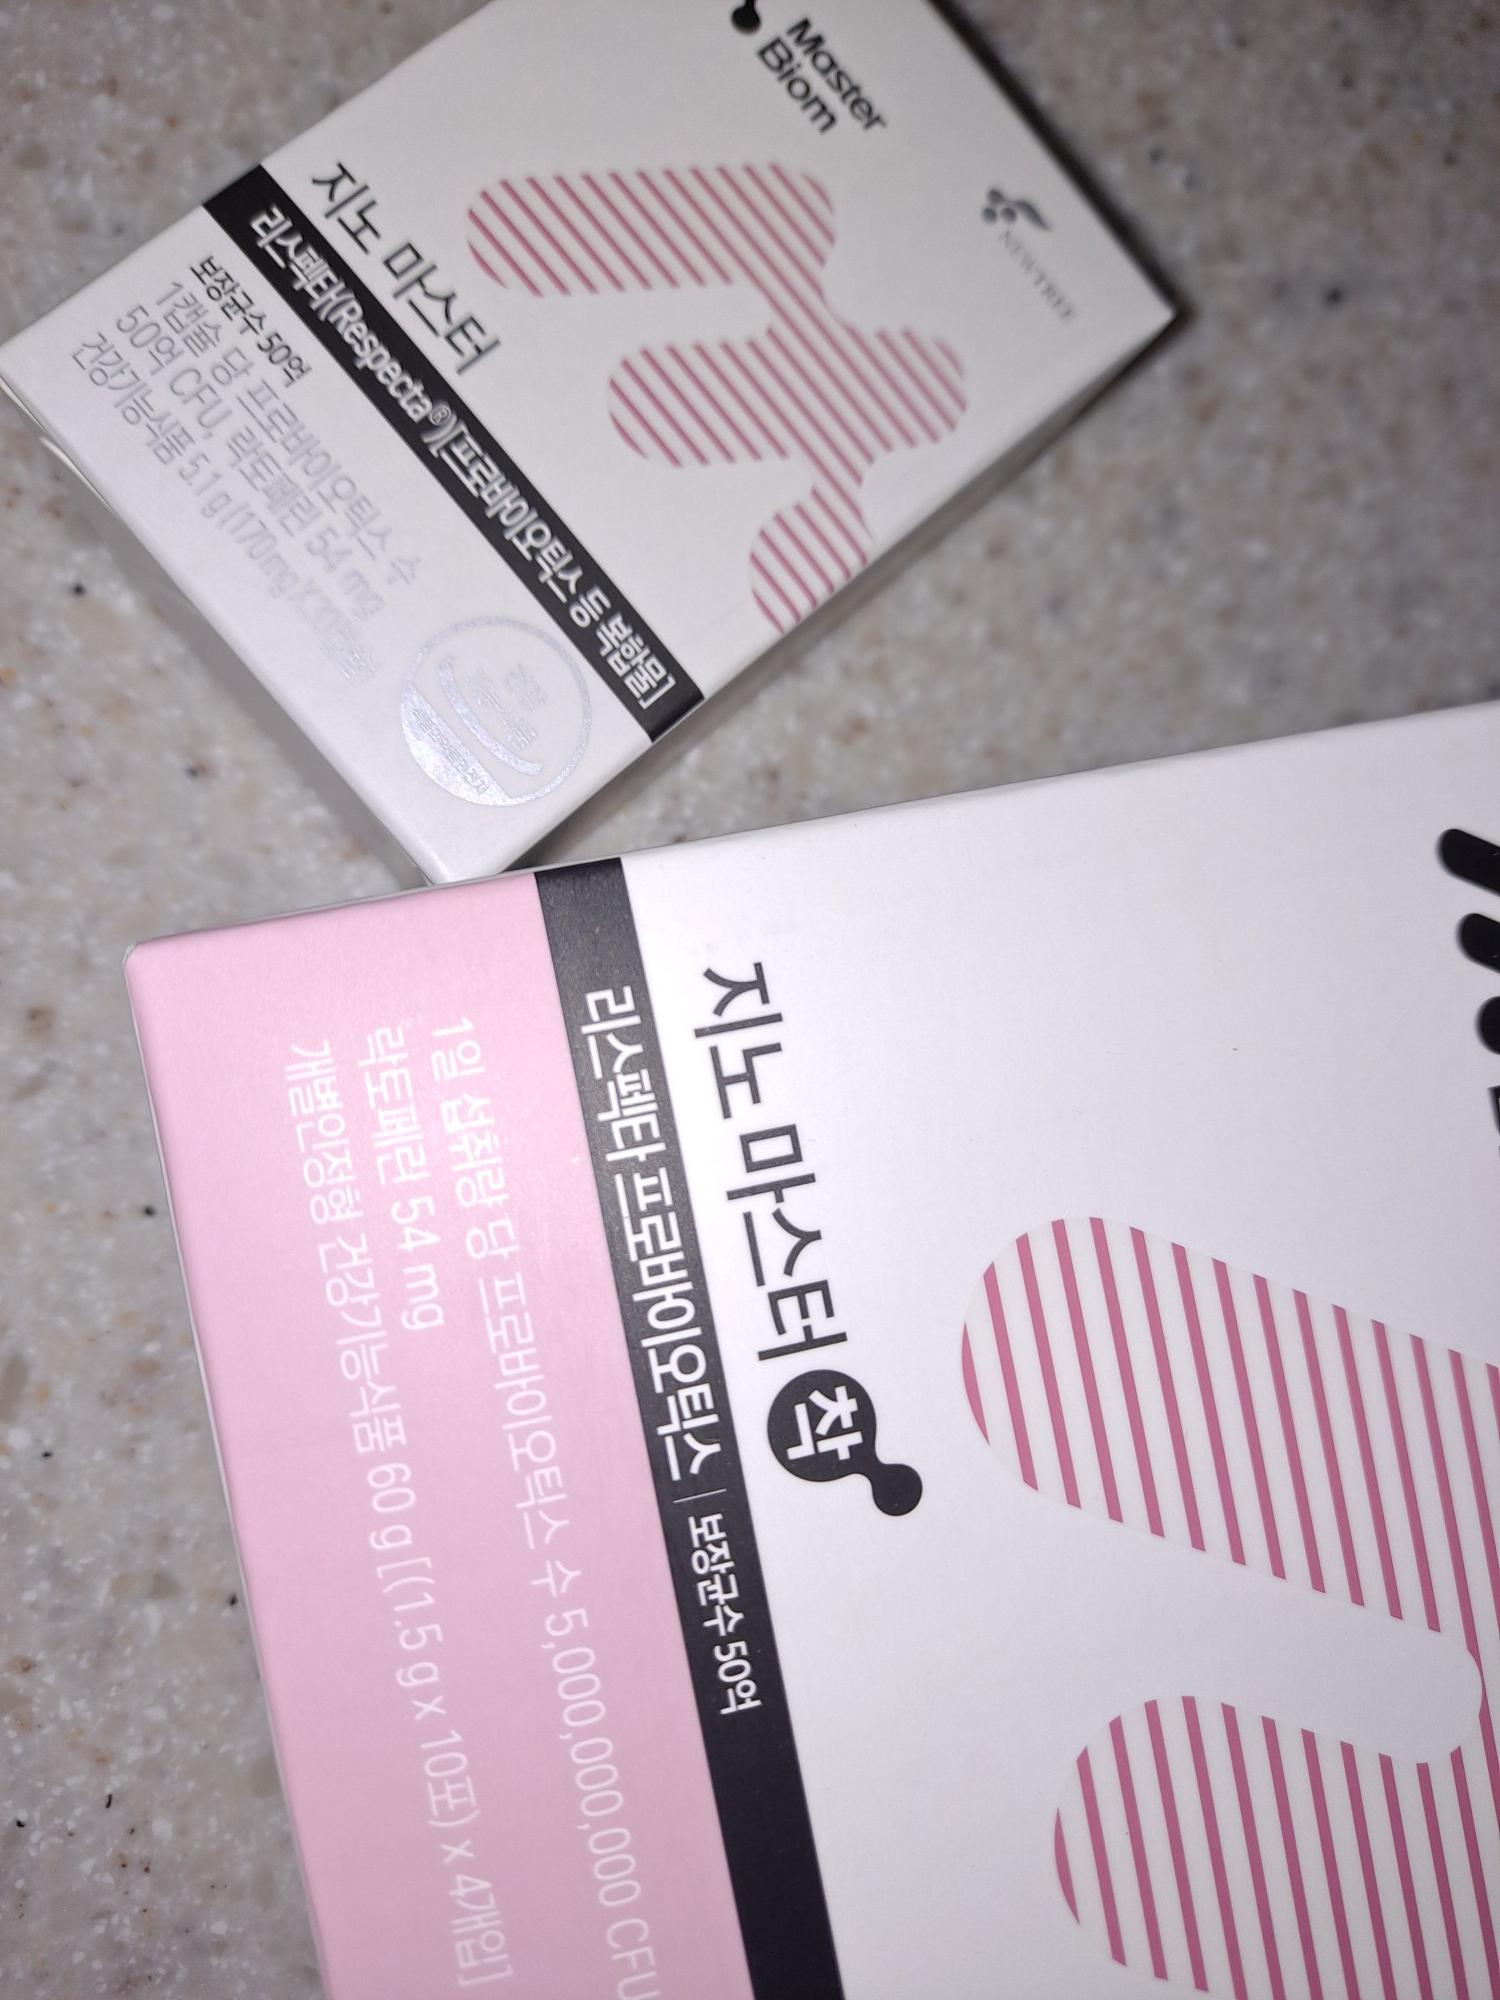 Master
Biom
NEWTREE
지노 마스터
리스펙타(Respecta®)[프로바이오틱스 등 복합물]
보장균수 50억
1캡슐 당 프로바이오틱스 수
50억 CFU, 락토페린 54 mg
건강기능식품 5.1 g (170mg X 30캡슐)
지노 마스터 착
리스펙타 프로바이오틱스 | 보장균수 50억
1일 섭취량 당 프로바이오틱스 수 5,000,000,000 CFU
락토페린 54 mg
개별인정형 건강기능식품 60 g [(1.5 g x 10포) x 4개입]